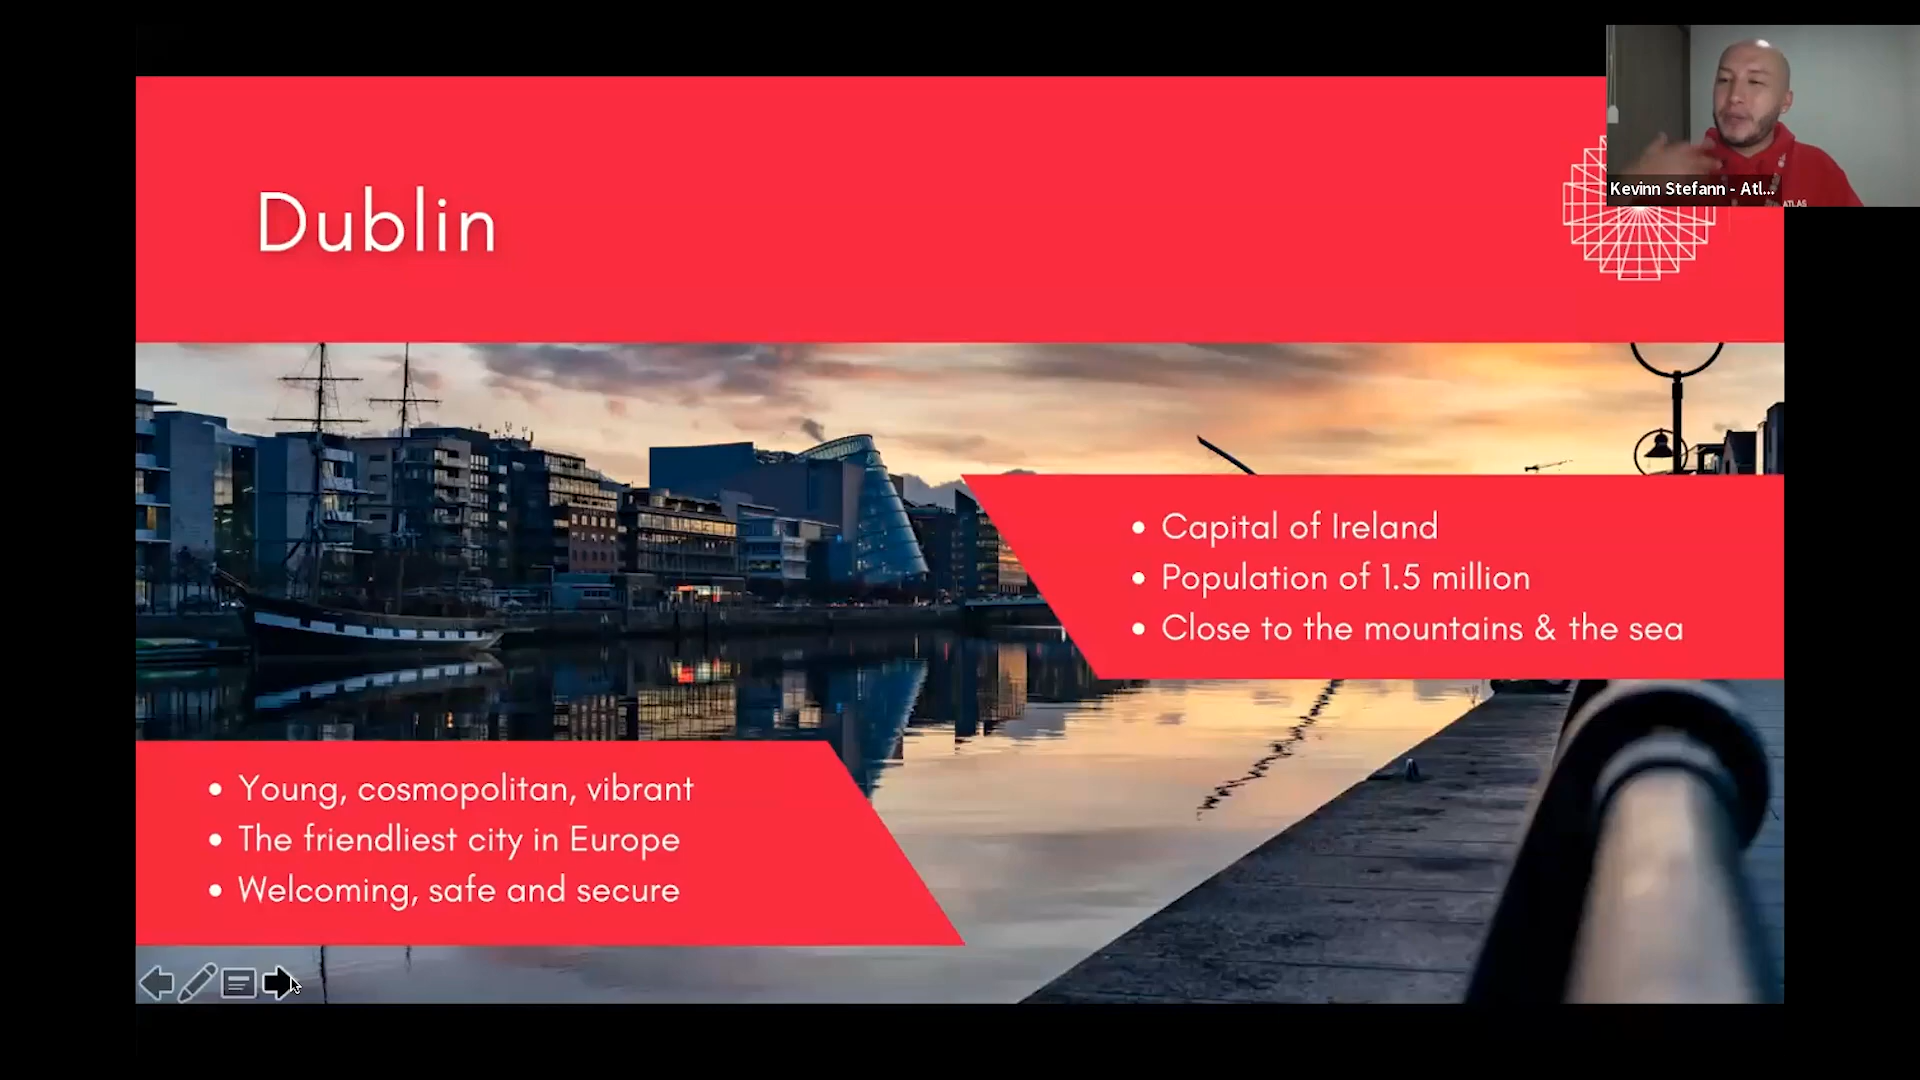 Dublin
Kevinn Stefann - Atl...
ATLAS
• Capital of Ireland
• Population of 1.5 million
• Close to the mountains & the sea
• Young, cosmopolitan, vibrant
• The friendliest city in Europe
• Welcoming, safe and secure